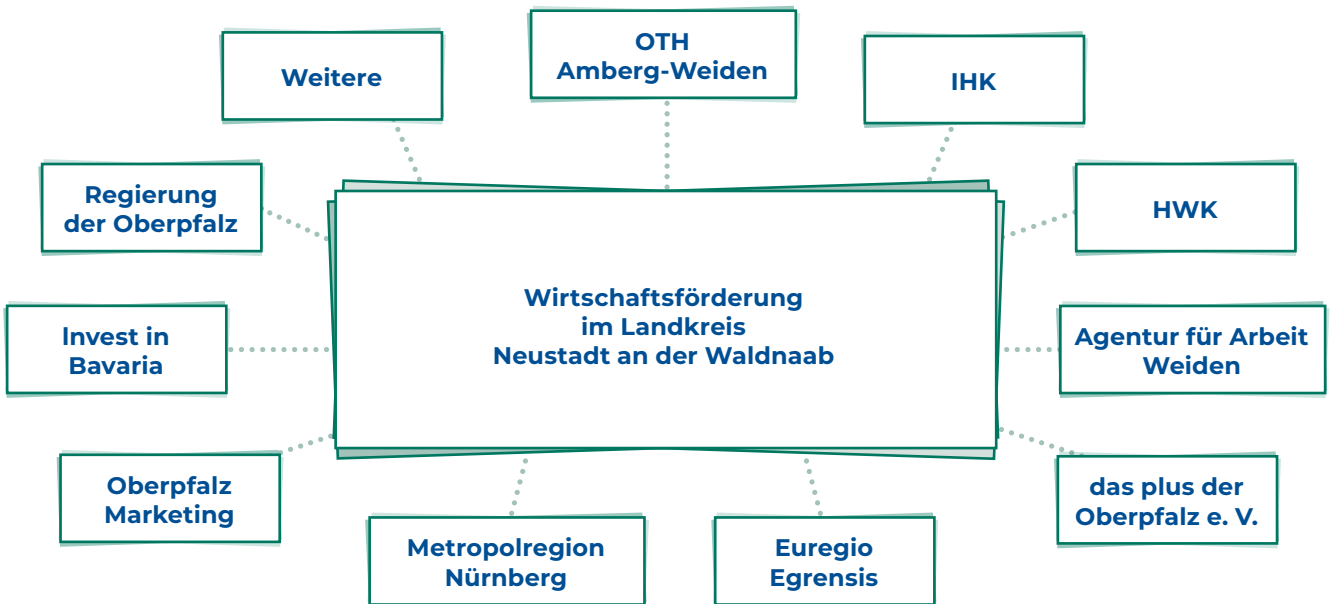 OTH
Amberg-Weiden
Weitere
IHK
Regierung
der Oberpfalz
HWK
Wirtschaftsförderung
im Landkreis
Neustadt an der Waldnaab
Invest in
Bavaria
Agentur für Arbeit
Weiden
Oberpfalz
Marketing
das plus der
Oberpfalz e. V.
Metropolregion
Nürnberg
Euregio
Egrensis